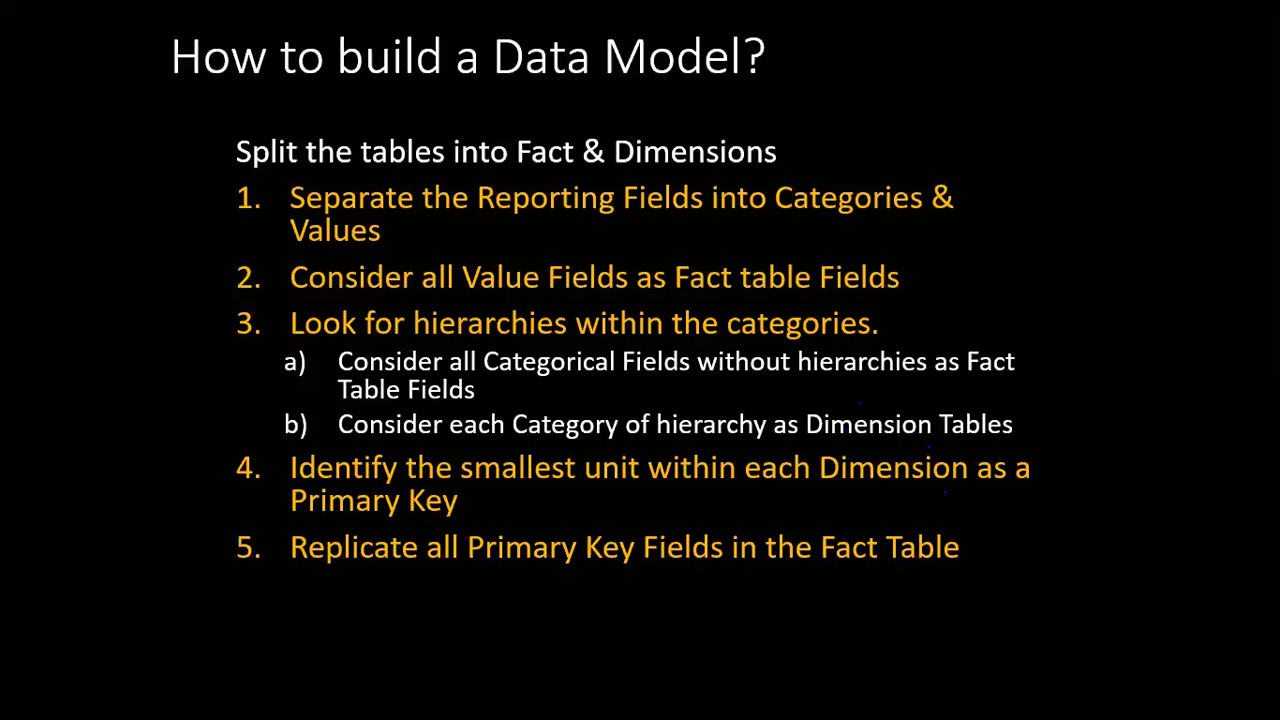 How to build a Data Model?
Split the tables into Fact & Dimensions
1. Separate the Reporting Fields into Categories &
Values
2. Consider all Value Fields as Fact table Fields
3. Look for hierarchies within the categories.
a) Consider all Categorical Fields without hierarchies as Fact
Table Fields
b) Consider each Category of hierarchy as Dimension Tables
4. Identify the smallest unit within each Dimension as a
Primary Key
5. Replicate all Primary Key Fields in the Fact Table